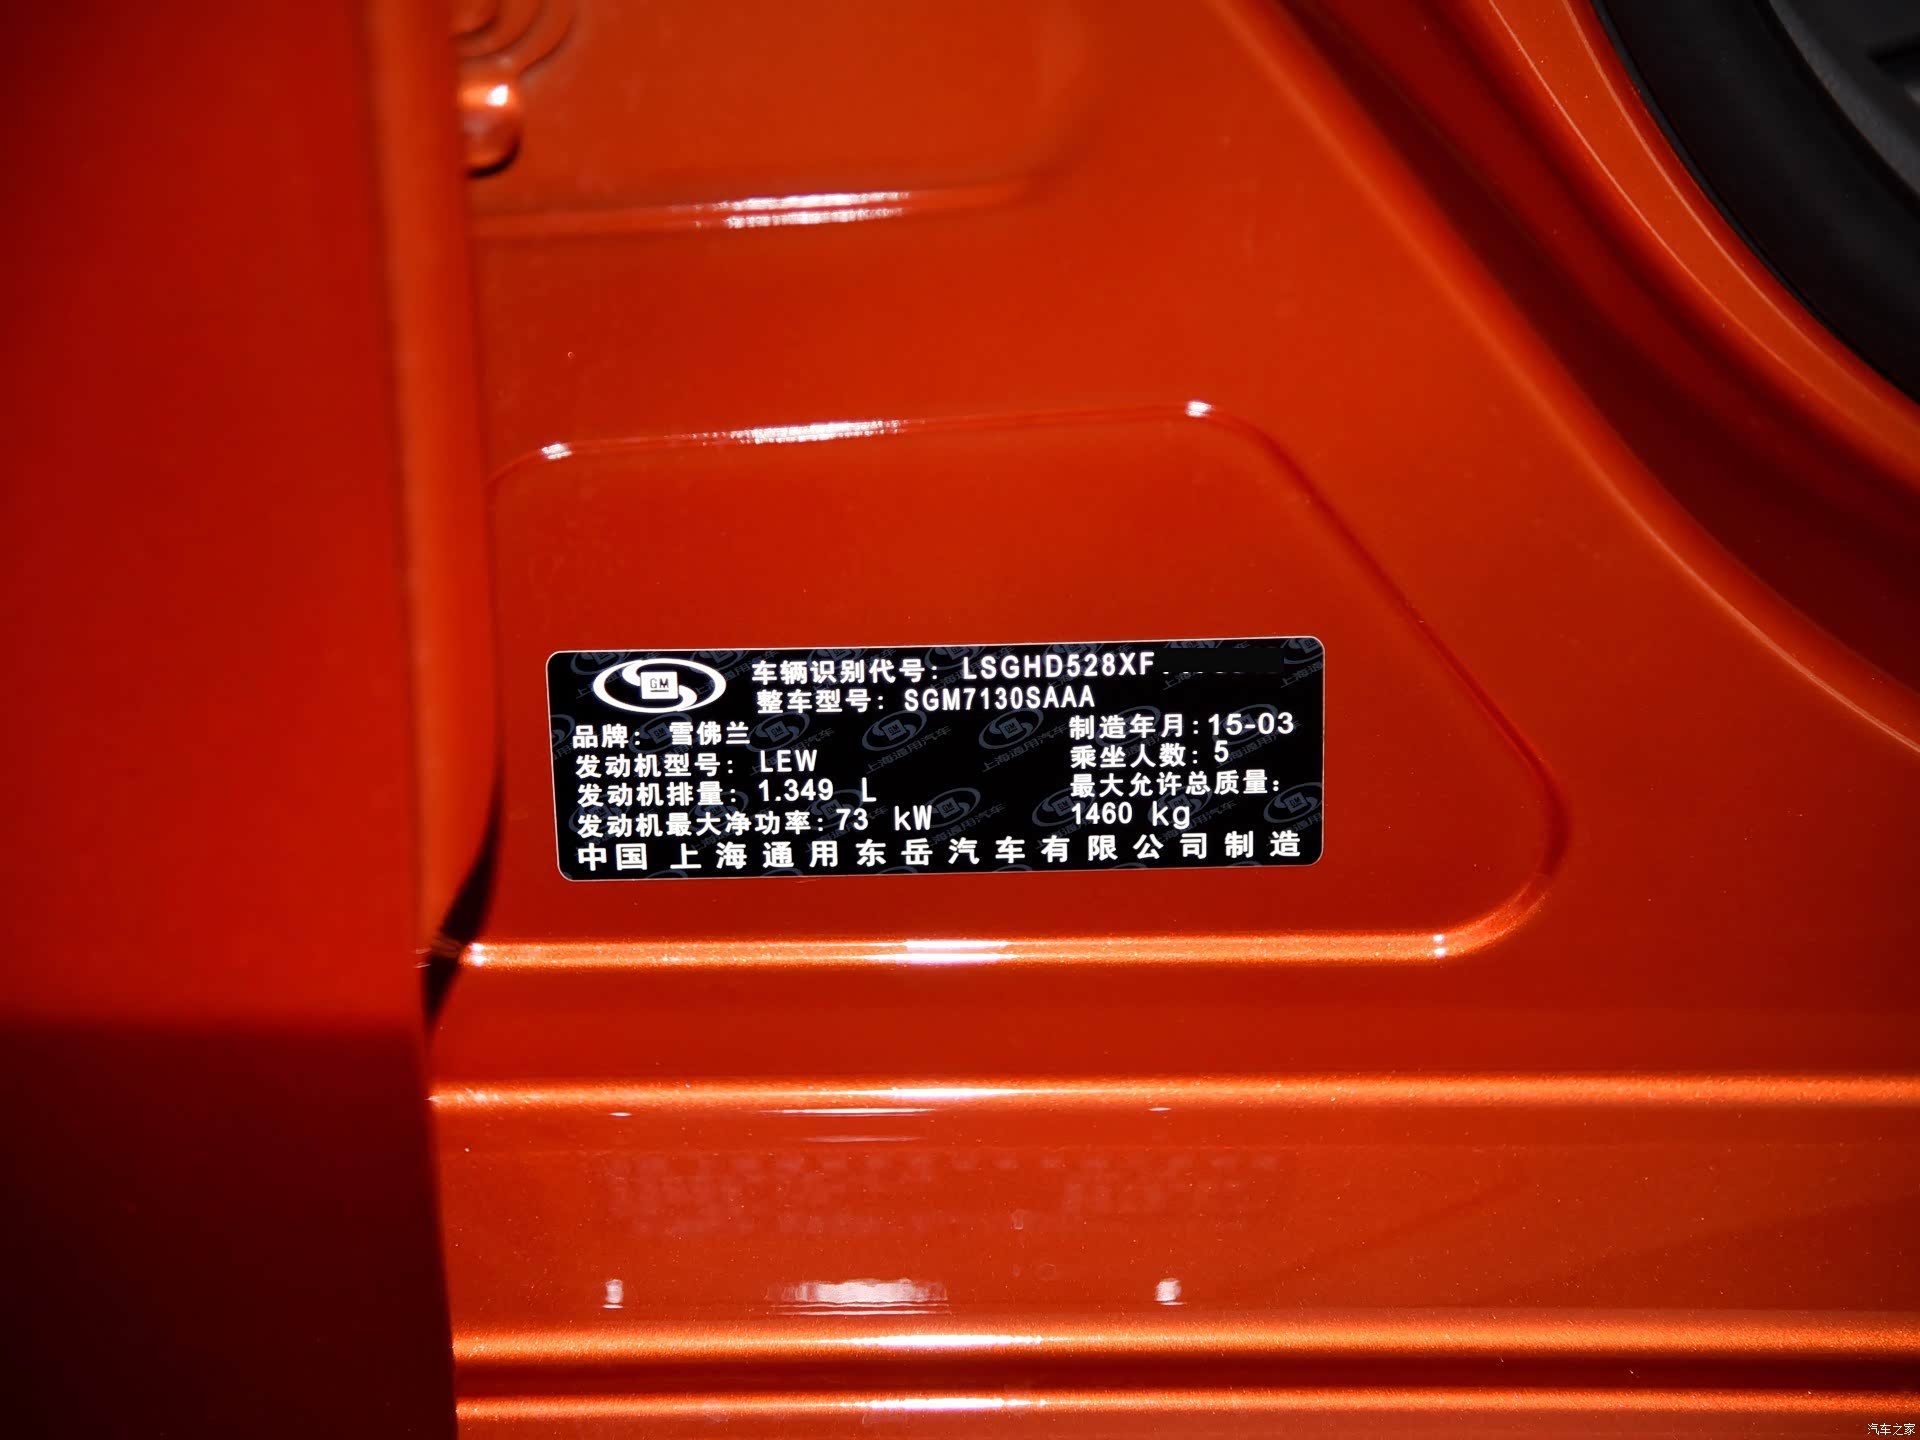 GM
车辆识别代号: LSGHD528XF
整车型号: SGM7130SAAA
品牌: 雪佛兰
制造年月:15-03
发动机型号: LEW
乘坐人数: 5
发动机排量: 1.349 L
最大允许总质量:
发动机最大净功率: 73 kW
1460 kg
中国 上海通用东岳汽车有限公司制造
汽车之家